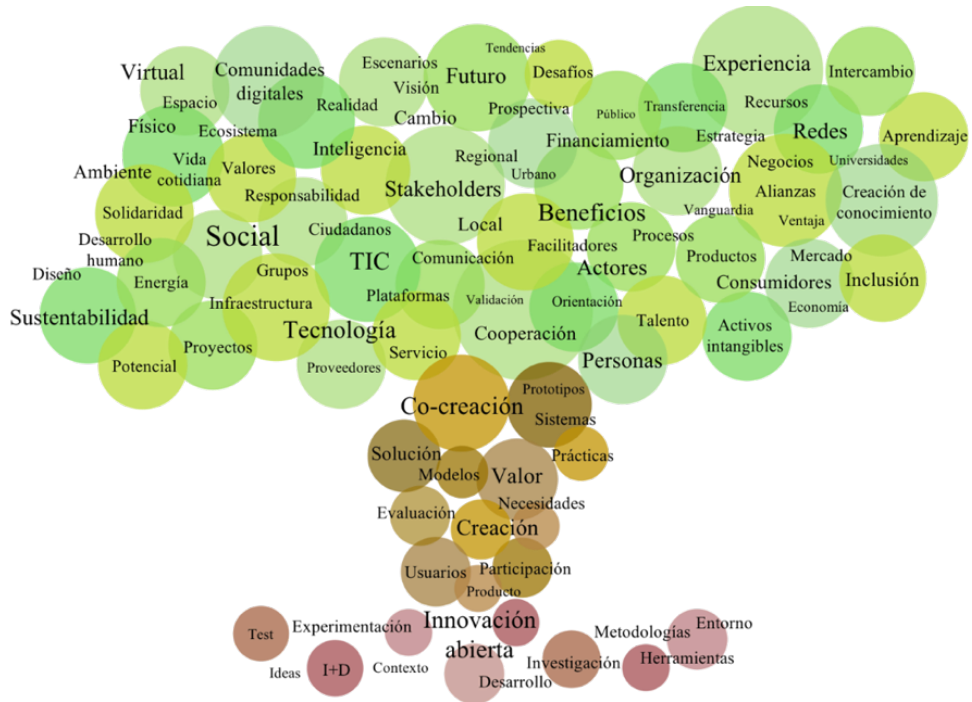 Tendencias
Escenarios
Virtual
Comunidades
digitales
Futuro
Desafíos
Experiencia
Intercambio
Visión
Espacio
Realidad
Cambio
Prospectiva
Público
Transferencia
Recursos
Físico
Ecosistema
Inteligencia
Financiamiento
Estrategia
Redes
Aprendizaje
Vida
cotidiana
Valores
Regional
Urbano
Negocios
Universidades
Ambiente
Responsabilidad
Stakeholders
Organización
Alianzas
Creación de
conocimiento
Solidaridad
Social
Ciudadanos
Local
Beneficios
Vanguardia
Ventaja
Desarrollo
humano
Facilitadores
Procesos
Diseño
Energía
Grupos
TIC
Comunicación
Actores
Productos
Mercado
Consumidores
Inclusión
Infraestructura
Plataformas
Validación
Orientación
Economía
Sustentabilidad
Tecnología
Cooperación
Talento
Activos
intangibles
Proyectos
Potencial
Proveedores
Servicio
Personas
Prototipos
Co-creación
Sistemas
Solución
Prácticas
Modelos
Valor
Necesidades
Evaluación
Creación
Usuarios
Participación
Producto
Test
Experimentación
Innovación
abierta
Metodologías
Entorno
Ideas
I+D
Contexto
Desarrollo
Investigación
Herramientas